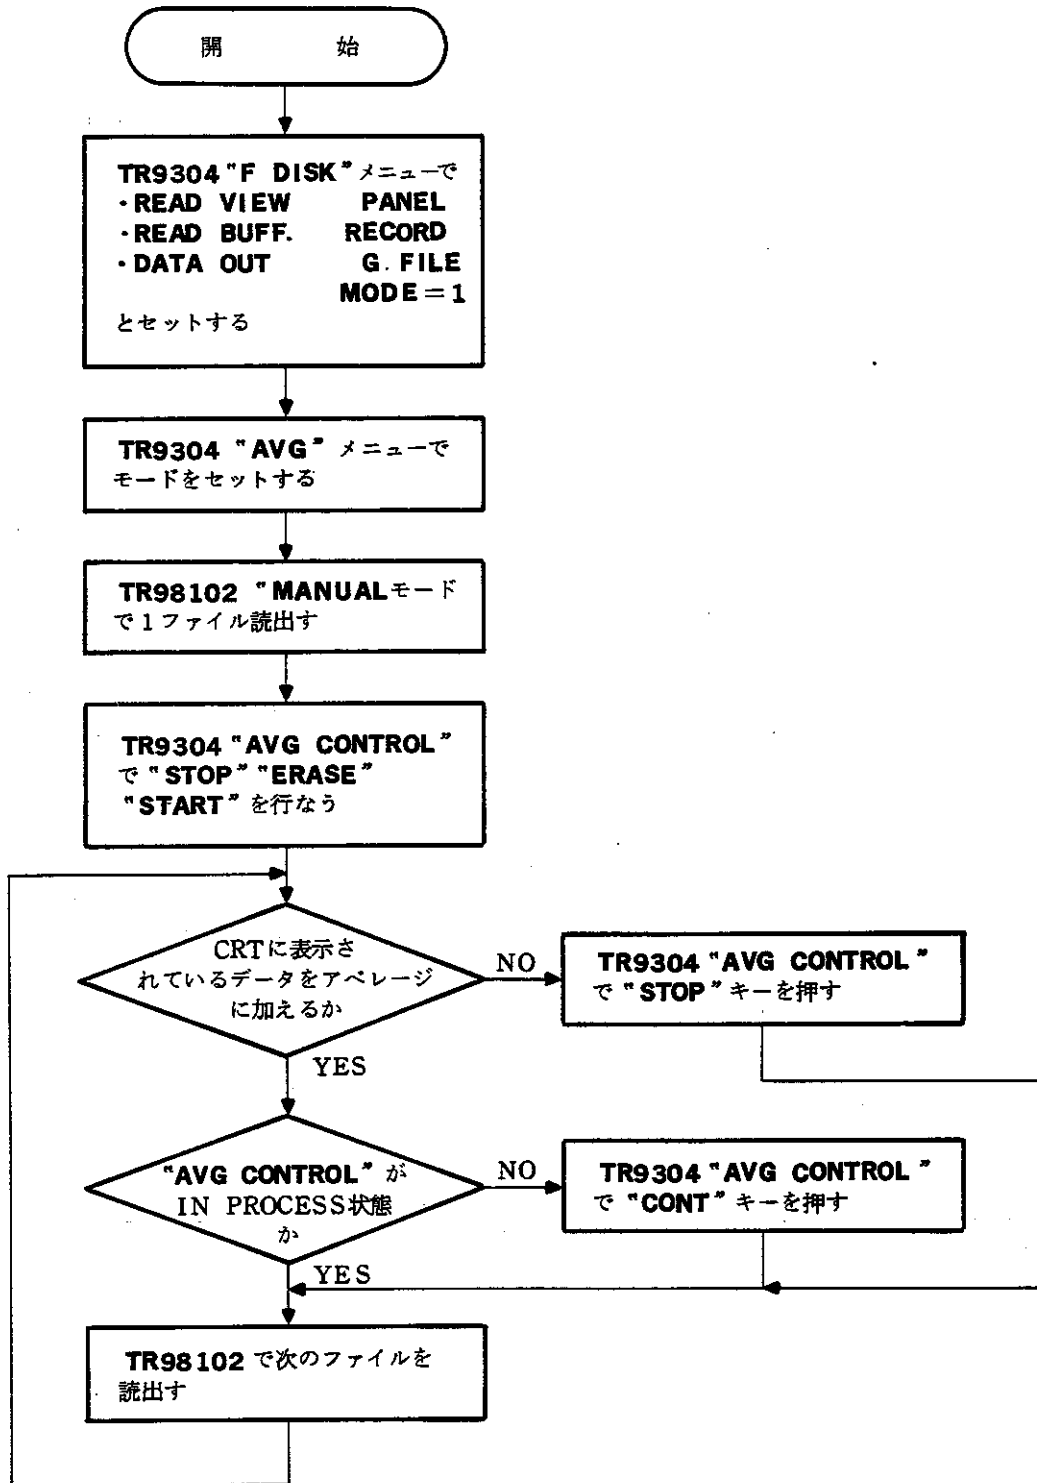 開 始
TR9304 "F DISK" メニューで
・READ VIEW PANEL
・READ BUFF. RECORD
・DATA OUT G. FILE
MODE=1
とセットする
TR9304 "AVG" メニューで
モードをセットする
TR98102 "MANUALモード
で1ファイル読出す
TR9304 "AVG CONTROL"
で "STOP" "ERASE"
"START" を行なう
CRTに表示さ
れているデータをアベレージ
に加えるか
NO
TR9304 "AVG CONTROL"
で "STOP" キーを押す
YES
"AVG CONTROL" が
IN PROCESS状態
か
NO
TR9304 "AVG CONTROL"
で "CONT" キーを押す
YES
TR98102 で次のファイルを
読出す